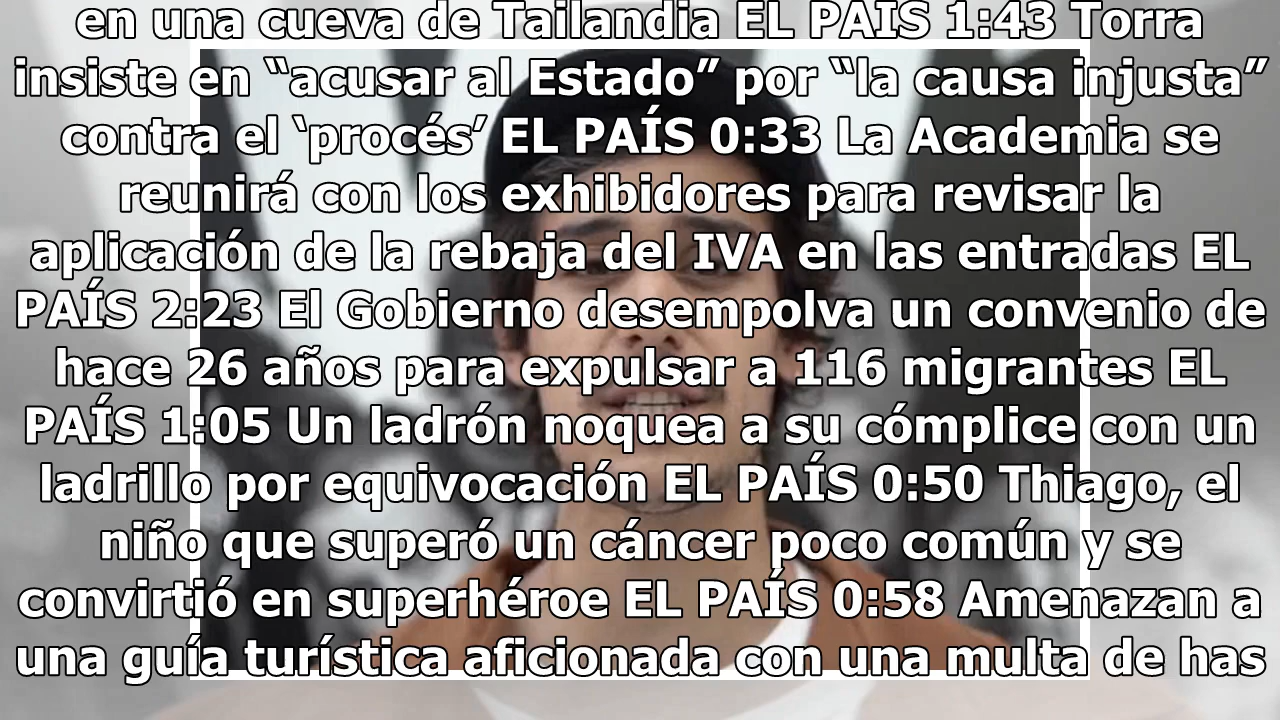 en una cueva de Tailandia EL PAÍS 1:43 Torra
insiste en “acusar al Estado” por “la causa injusta”
contra el ‘procés’ EL PAÍS 0:33 La Academia se
reunirá con los exhibidores para revisar la
aplicación de la rebaja del IVA en las entradas EL
PAÍS 2:23 El Gobierno desempolva un convenio de
hace 26 años para expulsar a 116 migrantes EL
PAÍS 1:05 Un ladrón noquea a su cómplice con un
ladrillo por equivocación EL PAÍS 0:50 Thiago, el
niño que superó un cáncer poco común y se
convirtió en superhéroe EL PAÍS 0:58 Amenazan a
una guía turística aficionada con una multa de has